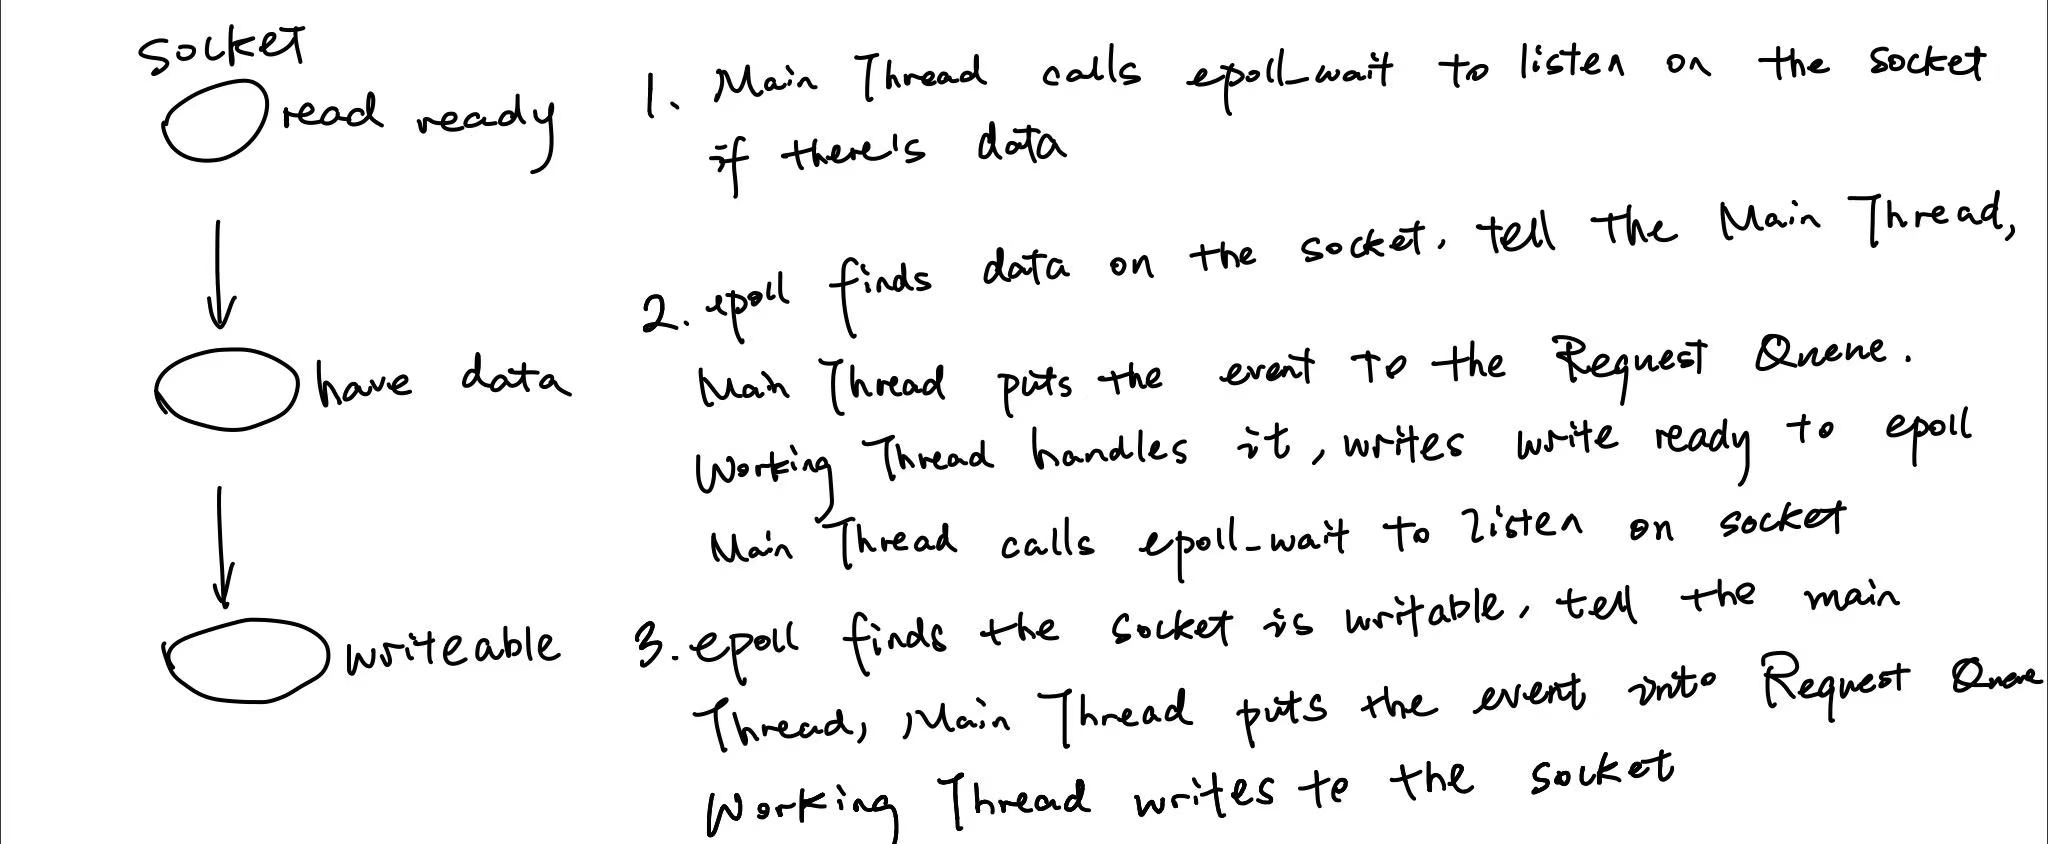 socket
read ready
1. Main Thread calls epoll_wait to listen on the socket
if there's data
2. epoll finds data on the socket, tell the Main Thread,
have data
Main Thread puts the event to the Request Queue.
Working Thread handles it, writes write ready to epoll
Main Thread calls epoll_wait to listen on socket
writeable
3. epoll finds the socket is writable, tell the main
Thread, Main Thread puts the event into Request Queue
Working Thread writes to the socket